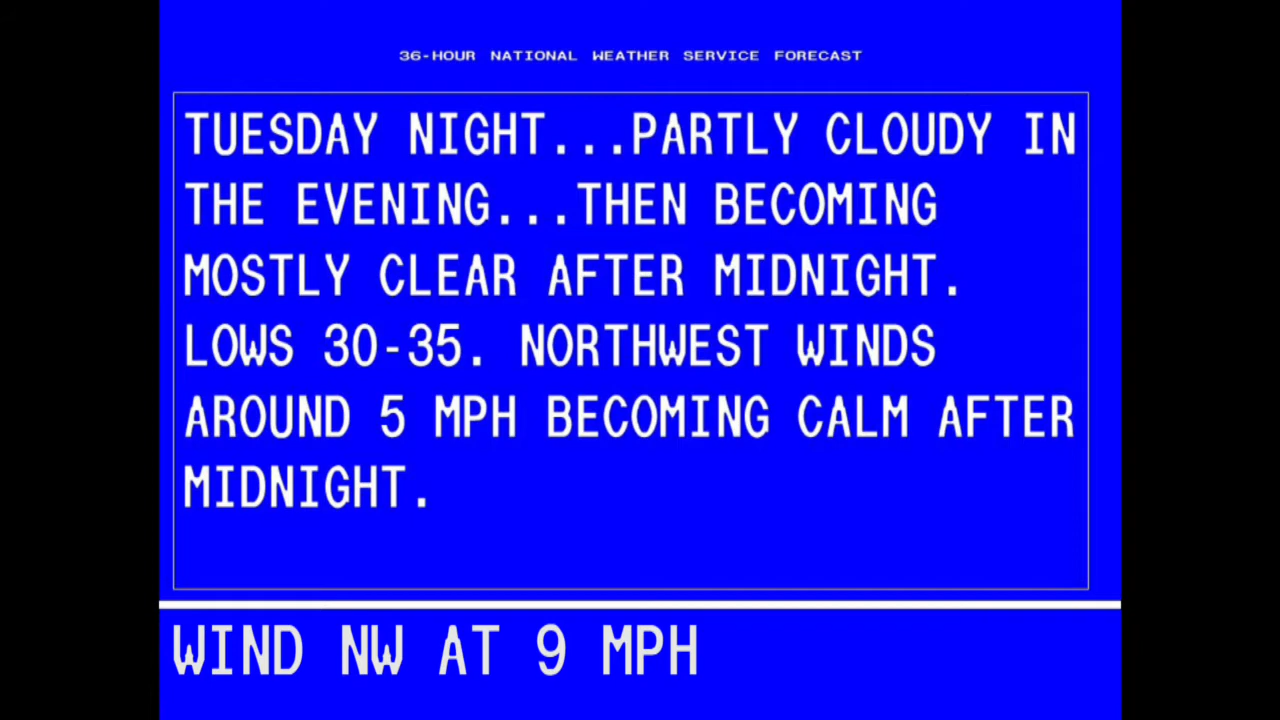 36-HOUR NATIONAL WEATHER SERVICE FORECAST
TUESDAY NIGHT...PARTLY CLOUDY IN
THE EVENING...THEN BECOMING
MOSTLY CLEAR AFTER MIDNIGHT.
LOWS 30-35. NORTHWEST WINDS
AROUND 5 MPH BECOMING CALM AFTER
MIDNIGHT.
WIND NW AT 9 MPH